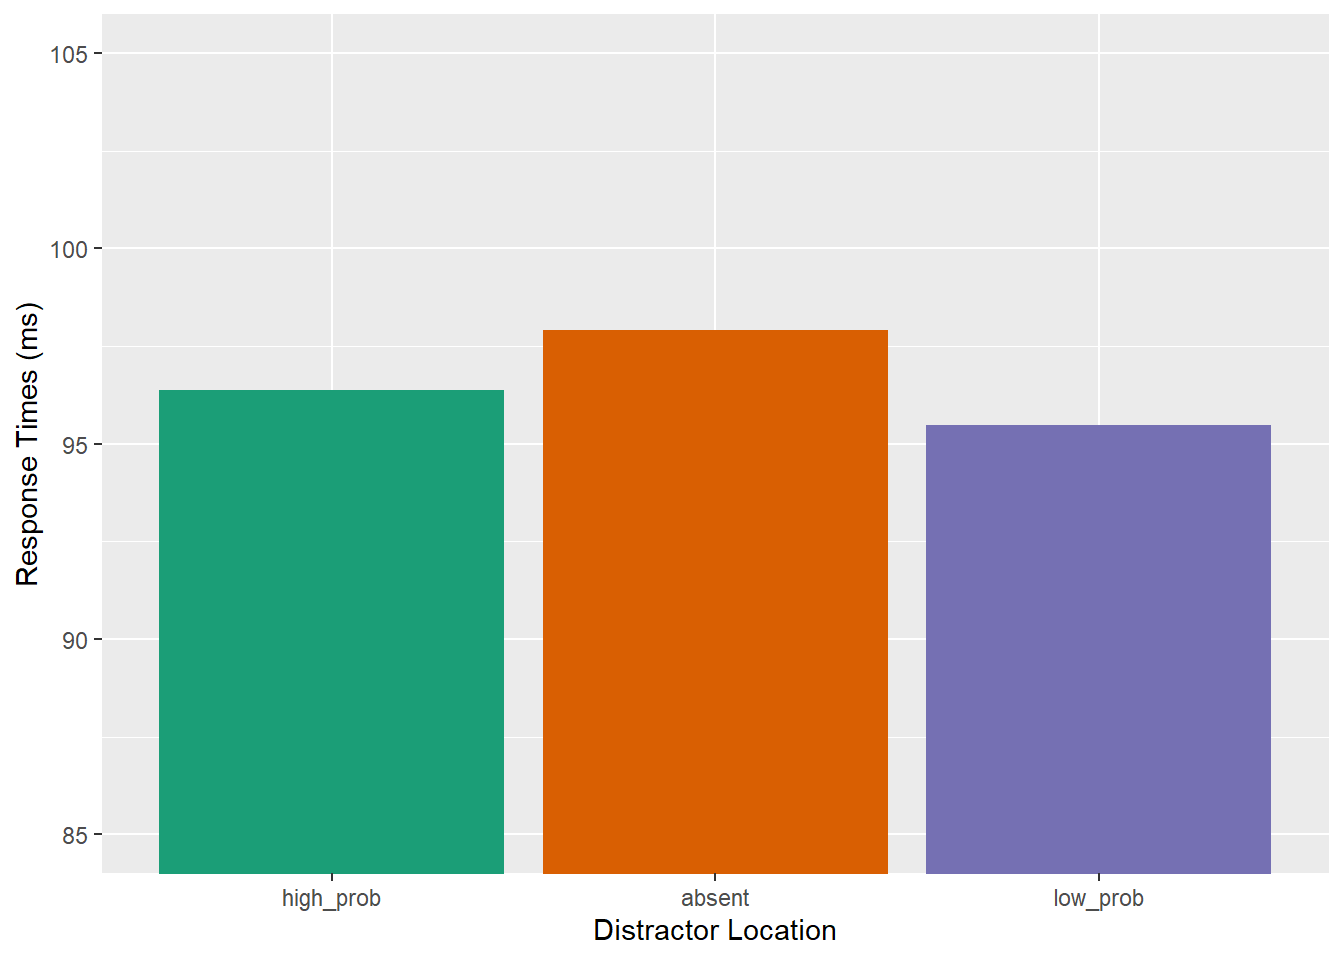 Response Times (ms)
105
100
95
90
85
high_prob absent low_prob
Distractor Location